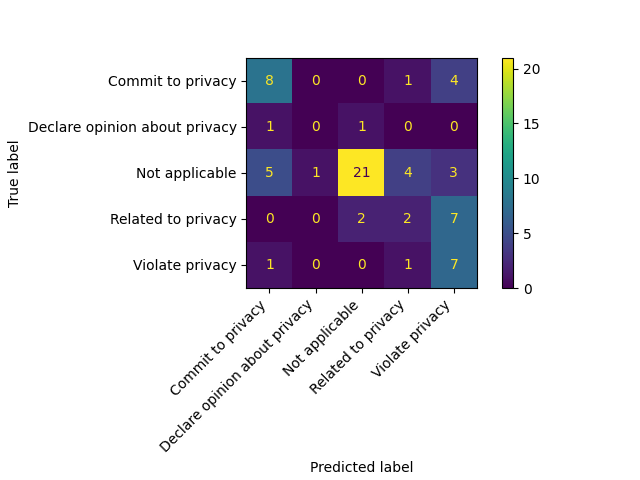 True label
Commit to privacy 8 0 0 1 4
Declare opinion about privacy 1 0 1 0 0
Not applicable 5 1 21 4 3
Related to privacy 0 0 2 2 7
Violate privacy 1 0 0 1 7
Commit to privacy
Declare opinion about privacy
Not applicable
Related to privacy
Violate privacy
Predicted label
20
15
10
5
0